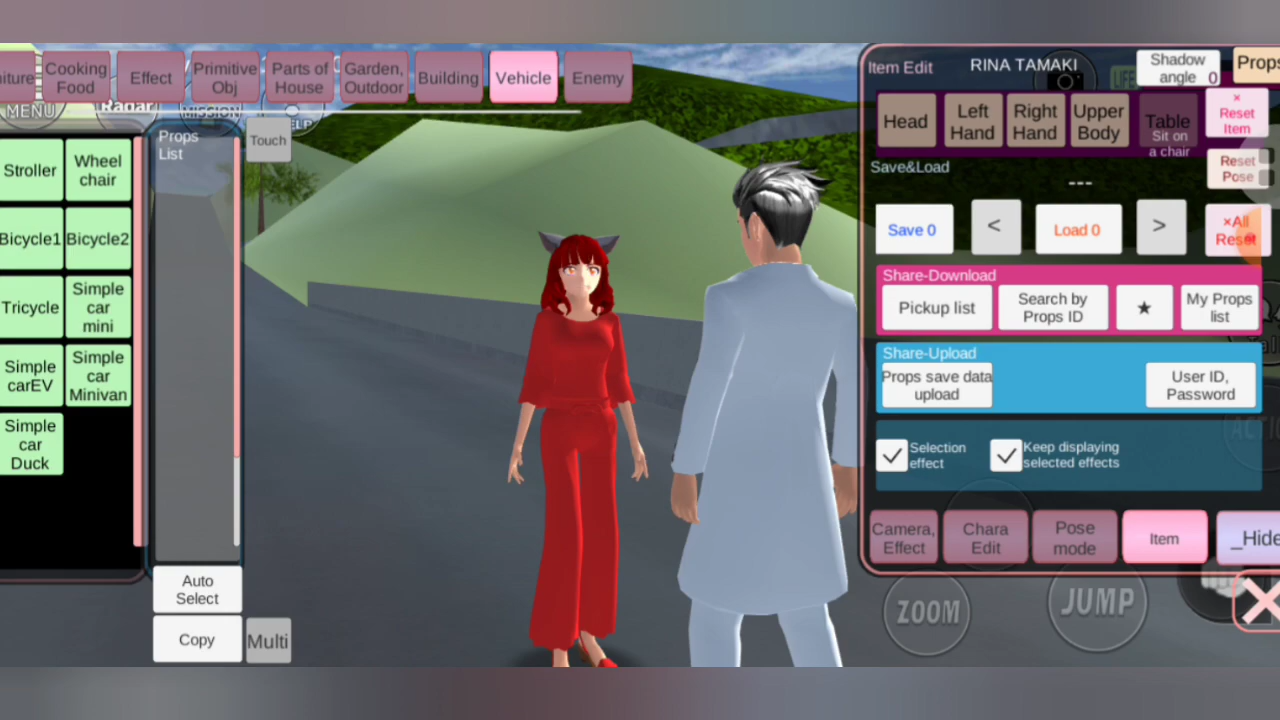 Cooking
Food
Effect
Primitive
Obj
Parts of
House
Garden,
Outdoor
Building
Vehicle
Enemy
MENU
Radar
MISSION
Touch
Props
List
Stroller
Wheel
chair
Bicycle1
Bicycle2
Tricycle
Simple
car
mini
Simple
carEV
Simple
car
Minivan
Simple
car
Duck
Auto
Select
Copy
Multi
Item Edit
RINA TAMAKI
Shadow
angle 0
Props
LIFE
Head
Left
Hand
Right
Hand
Upper
Body
Table
Sit on
a chair
×
Reset
Item
Reset
Pose
Save&Load
---
Save 0
<
Load 0
>
×All
Reset
Share-Download
Pickup list
Search by
Props ID
★
My Props
list
Share-Upload
Props save data
upload
User ID,
Password
Selection
effect
Keep displaying
selected effects
Camera,
Effect
Chara
Edit
Pose
mode
Item
_Hide
ZOOM
JUMP